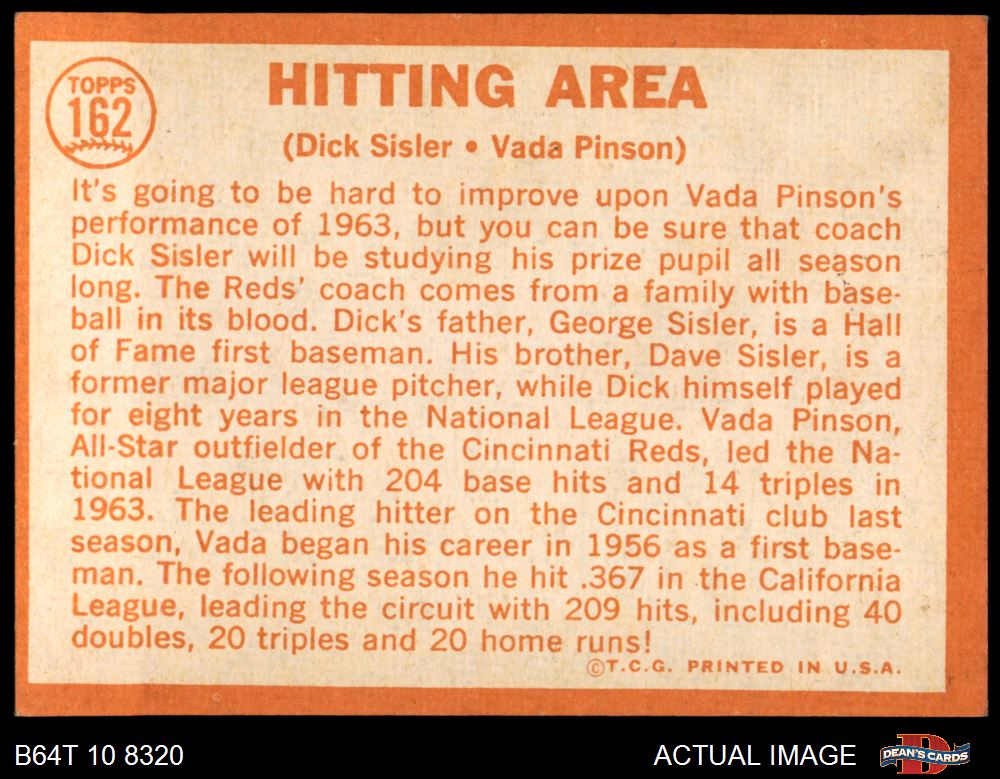 TOPPS
162
HITTING AREA
(Dick Sisler • Vada Pinson)
It's going to be hard to improve upon Vada Pinson's
performance of 1963, but you can be sure that coach
Dick Sisler will be studying his prize pupil all season
long. The Reds' coach comes from a family with base-
ball in its blood. Dick's father, George Sisler, is a Hall
of Fame first baseman. His brother, Dave Sisler, is a
former major league pitcher, while Dick himself played
for eight years in the National League. Vada Pinson,
All-Star outfielder of the Cincinnati Reds, led the Na-
tional League with 204 base hits and 14 triples in
1963. The leading hitter on the Cincinnati club last
season, Vada began his career in 1956 as a first base-
man. The following season he hit .367 in the California
League, leading the circuit with 209 hits, including 40
doubles, 20 triples and 20 home runs!
©T.C.G. PRINTED IN U.S.A.
B64T 10 8320
ACTUAL IMAGE
D
DEAN'S CARDS